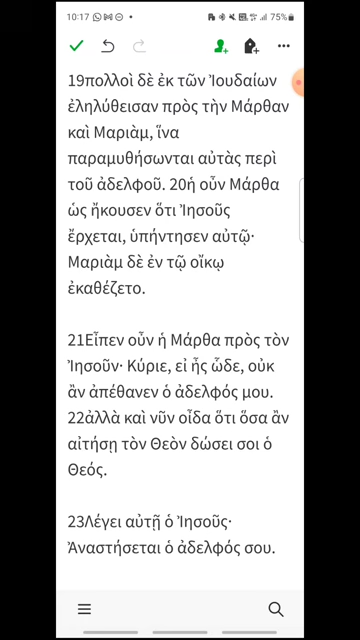 10:17
75%
19πολλοὶ δὲ ἐκ τῶν Ἰουδαίων
ἐληλύθεισαν πρὸς τὴν Μάρθαν
καὶ Μαριὰμ, ἵνα
παραμυθήσωνται αὐτὰς περὶ
τοῦ ἀδελφοῦ. 20ἡ οὖν Μάρθα
ὡς ἤκουσεν ὅτι Ἰησοῦς
ἔρχεται, ὑπήντησεν αὐτῷ·
Μαριὰμ δὲ ἐν τῷ οἴκῳ
ἐκαθέζετο.
21Εἶπεν οὖν ἡ Μάρθα πρὸς τὸν
Ἰησοῦν· Κύριε, εἰ ἦς ὧδε, οὐκ
ἂν ἀπέθανεν ὁ ἀδελφός μου.
22ἀλλὰ καὶ νῦν οἶδα ὅτι ὅσα ἂν
αἰτήσῃ τὸν Θεὸν δώσει σοι ὁ
Θεός.
23Λέγει αὐτῇ ὁ Ἰησοῦς·
Ἀναστήσεται ὁ ἀδελφός σου.